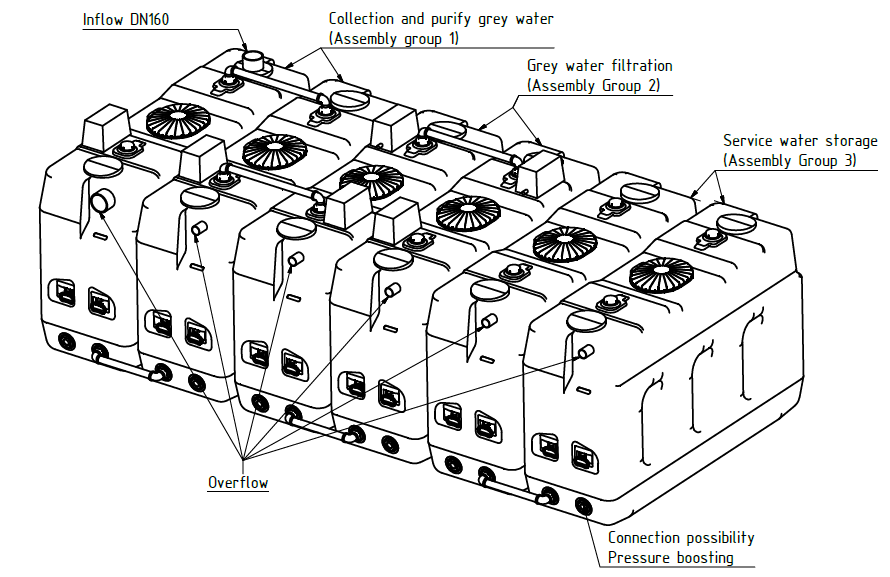 Inflow DN160
Collection and purify grey water
(Assembly group 1)
Grey water filtration
(Assembly Group 2)
Service water storage
(Assembly Group 3)
Overflow
Connection possibility
Pressure boosting